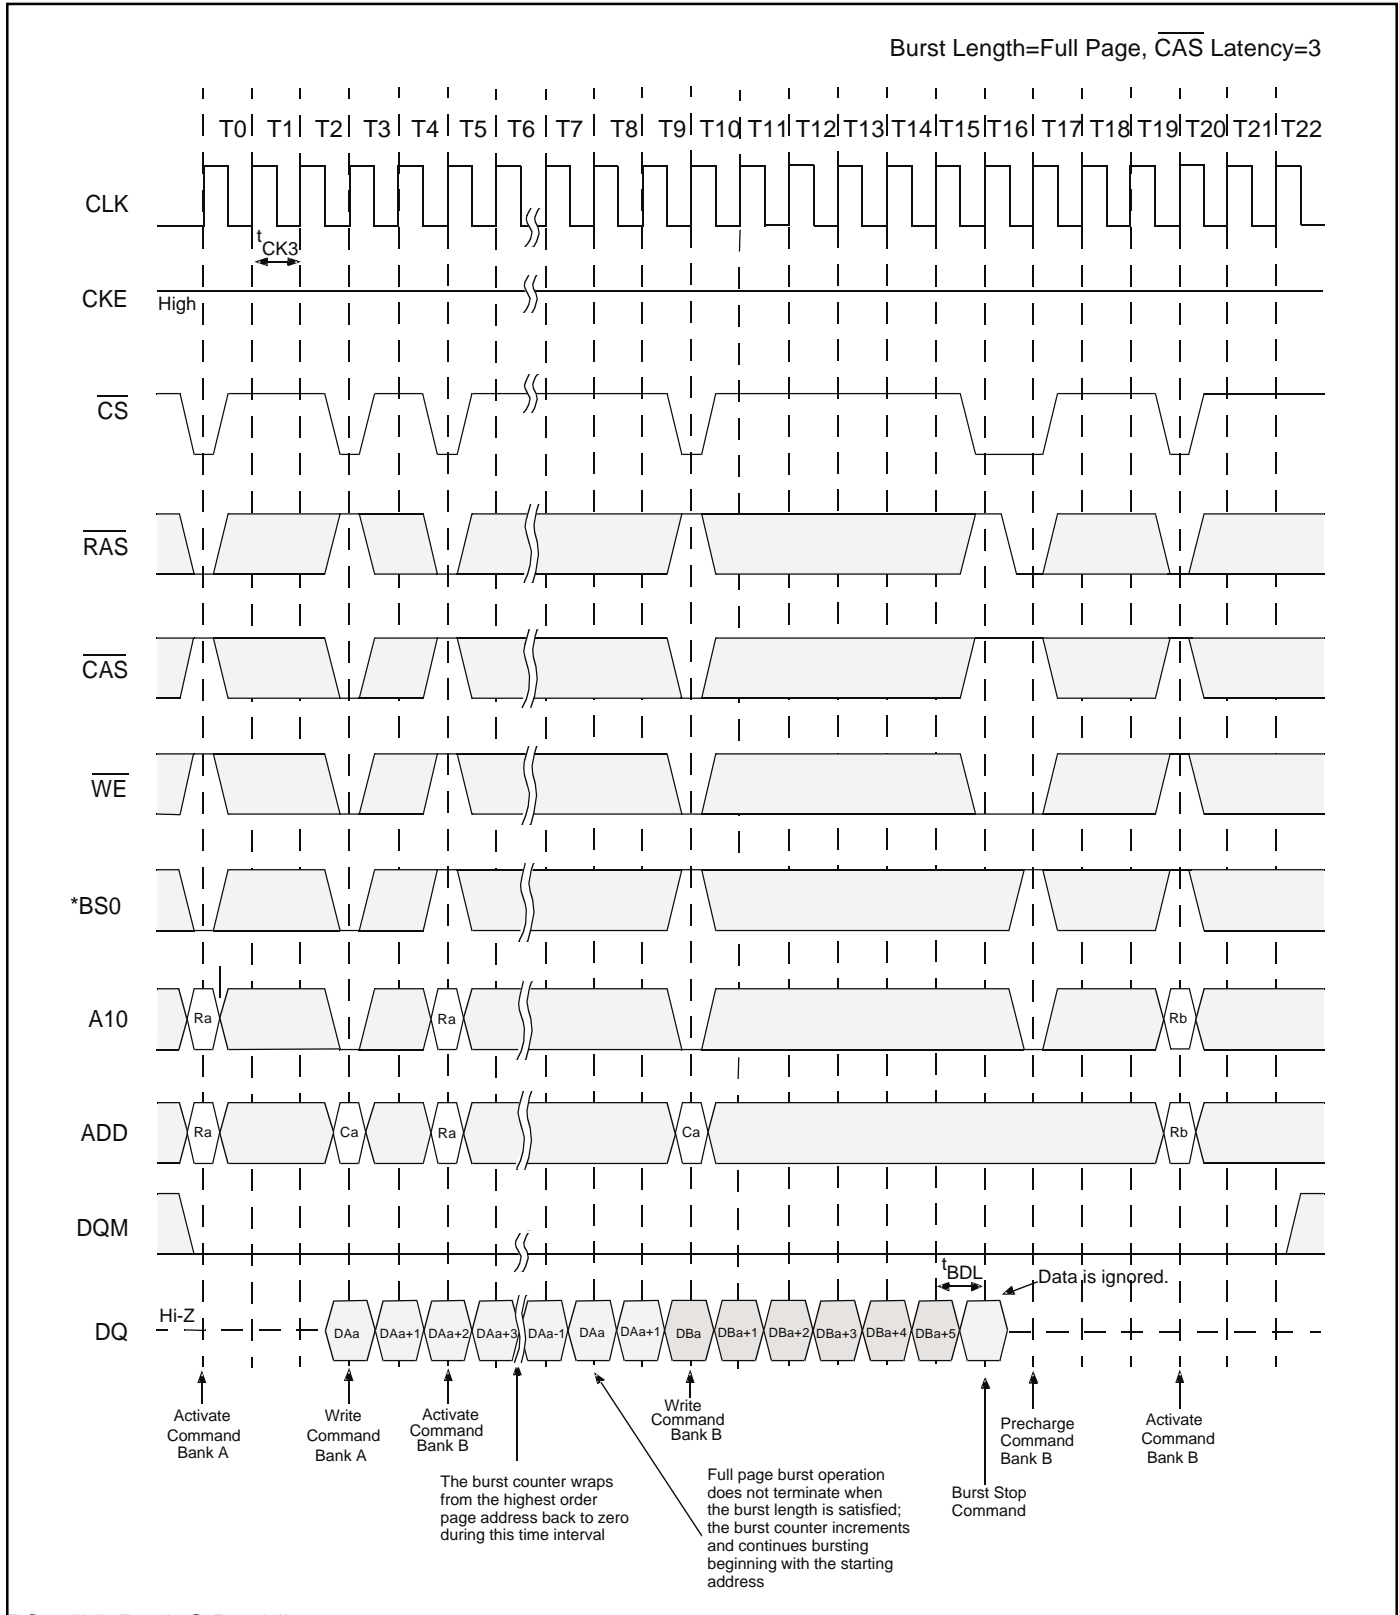 Burst Length=Full Page, CAS Latency=3
T0 T1 T2 T3 T4 T5 T6 T7 T8 T9 T10 T11 T12 T13 T14 T15 T16 T17 T18 T19 T20 T21 T22
CLK
tCK3
CKE
High
CS
RAS
CAS
WE
*BS0
A10
Ra Ra Rb
ADD
Ra Ca Ra Ca Rb
DQM
tBDL
Data is ignored.
Hi-Z
DQ
DAa DAa+1 DAa+2 DAa+3 DAa-1 DAa DAa+1 DBa DBa+1 DBa+2 DBa+3 DBa+4 DBa+5
Activate
Command
Bank A
Write
Command
Bank A
Activate
Command
Bank B
Write
Command
Bank B
Precharge
Command
Bank B
Activate
Command
Bank B
The burst counter wraps
from the highest order
page address back to zero
during this time interval
Full page burst operation
does not terminate when
the burst length is satisfied;
the burst counter increments
and continues bursting
beginning with the starting
address
Burst Stop
Command